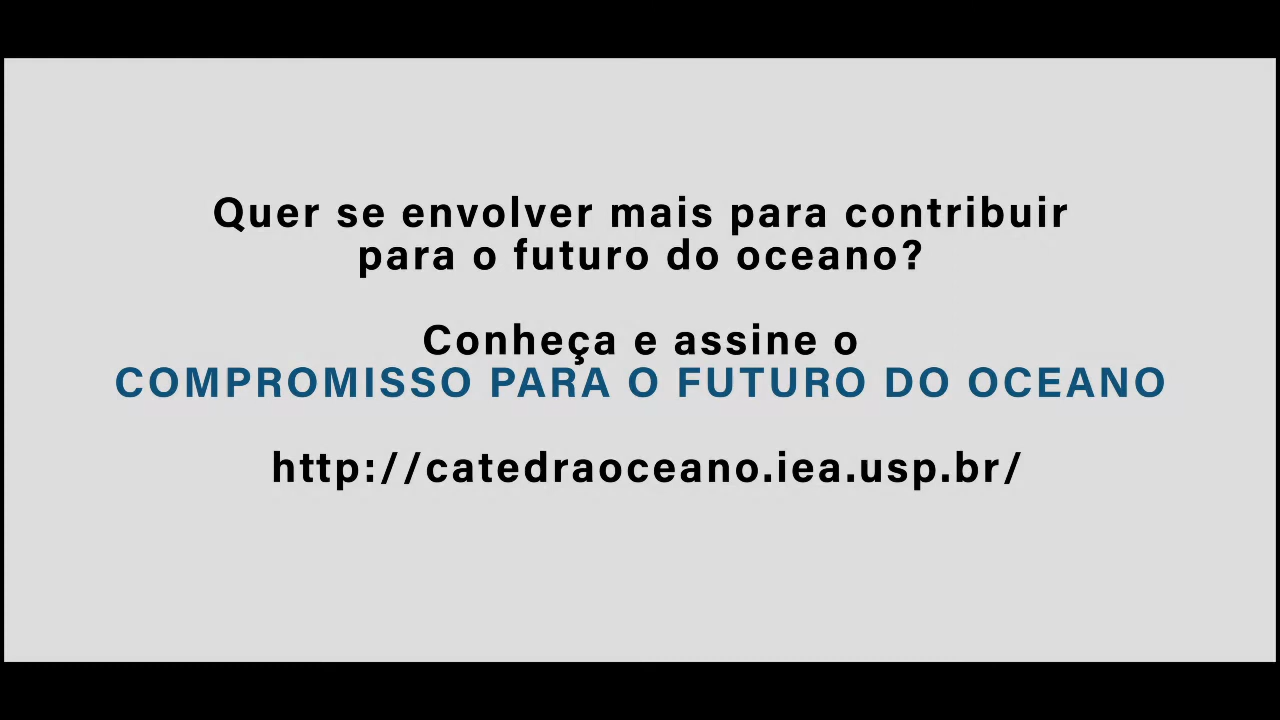 Quer se envolver mais para contribuir
para o futuro do oceano?
Conheça e assine o
COMPROMISSO PARA O FUTURO DO OCEANO
http://catedraoceano.iea.usp.br/